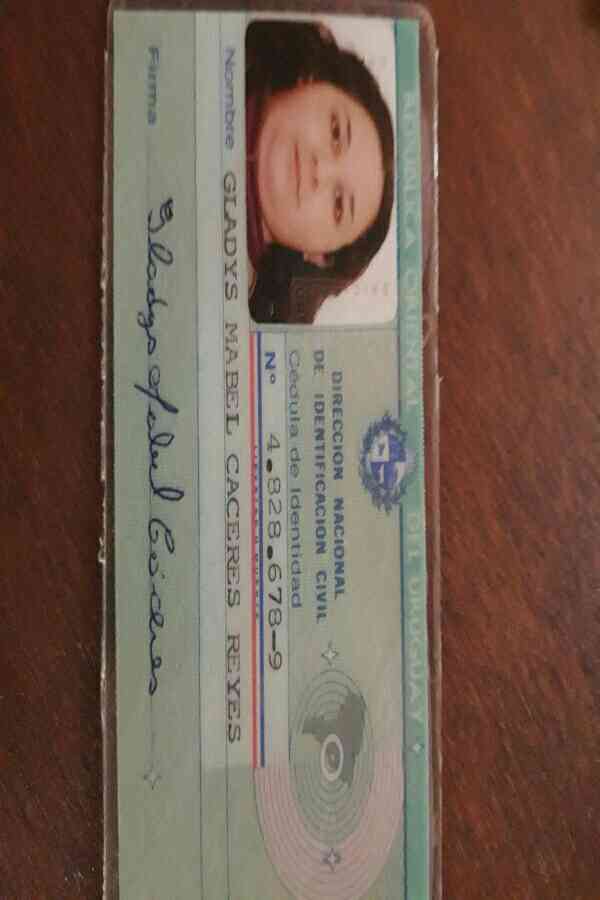 REPUBLICA ORIENTAL DEL URUGUAY
DIRECCION NACIONAL
DE IDENTIFICACION CIVIL
Cédula de Identidad
Nº 4.828.678-9
Nombre GLADYS MABEL CACERES REYES
Firma Gladys Mabel Cáceres